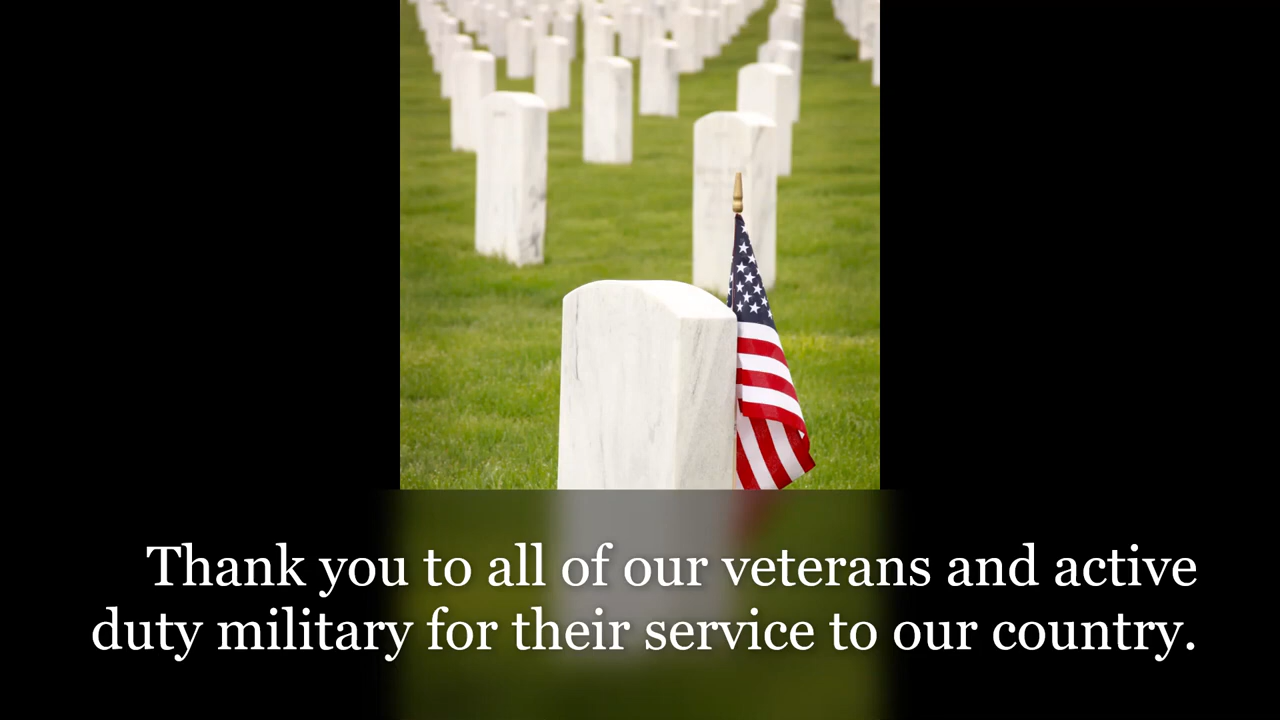 Thank you to all of our veterans and active
duty military for their service to our country.